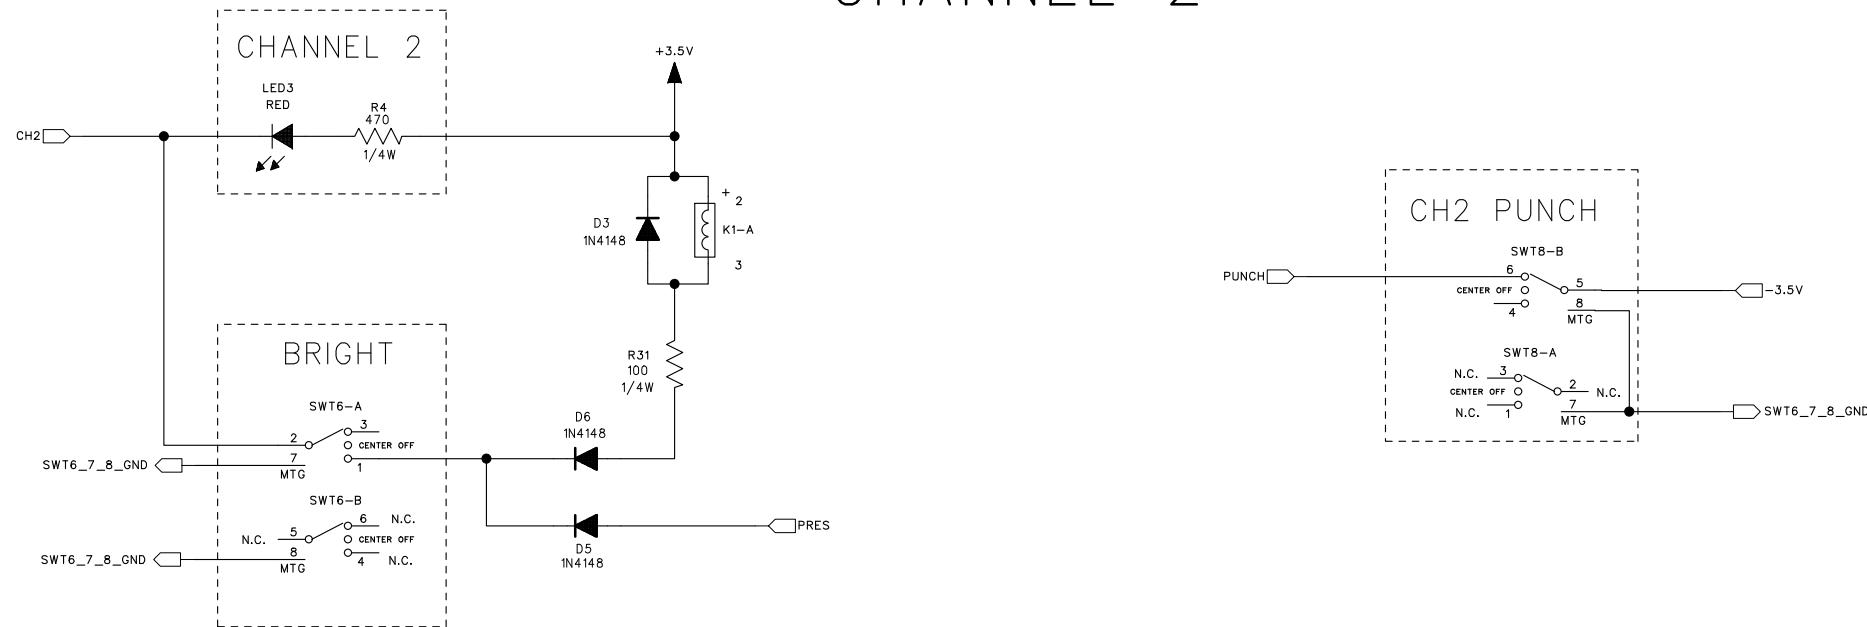 CHANNEL 2
CHANNEL 2
LED3
RED
R4
470
1/4W
CH2
+3.5V
D3
1N4148
+
2
K1-A
3
R31
100
1/4W
BRIGHT
SWT6-A
3
2
CENTER OFF
7
1
SWT6_7_8_GND
MTG
SWT6-B
6 N.C.
N.C. 5
CENTER OFF
8
4 N.C.
SWT6_7_8_GND
MTG
D6
1N4148
PRES
D5
1N4148
CH2 PUNCH
SWT8-B
PUNCH
6
5
CENTER OFF
-3.5V
8
4
MTG
SWT8-A
N.C. 3
2
CENTER OFF
N.C.
7
N.C. 1
MTG
SWT6_7_8_GND